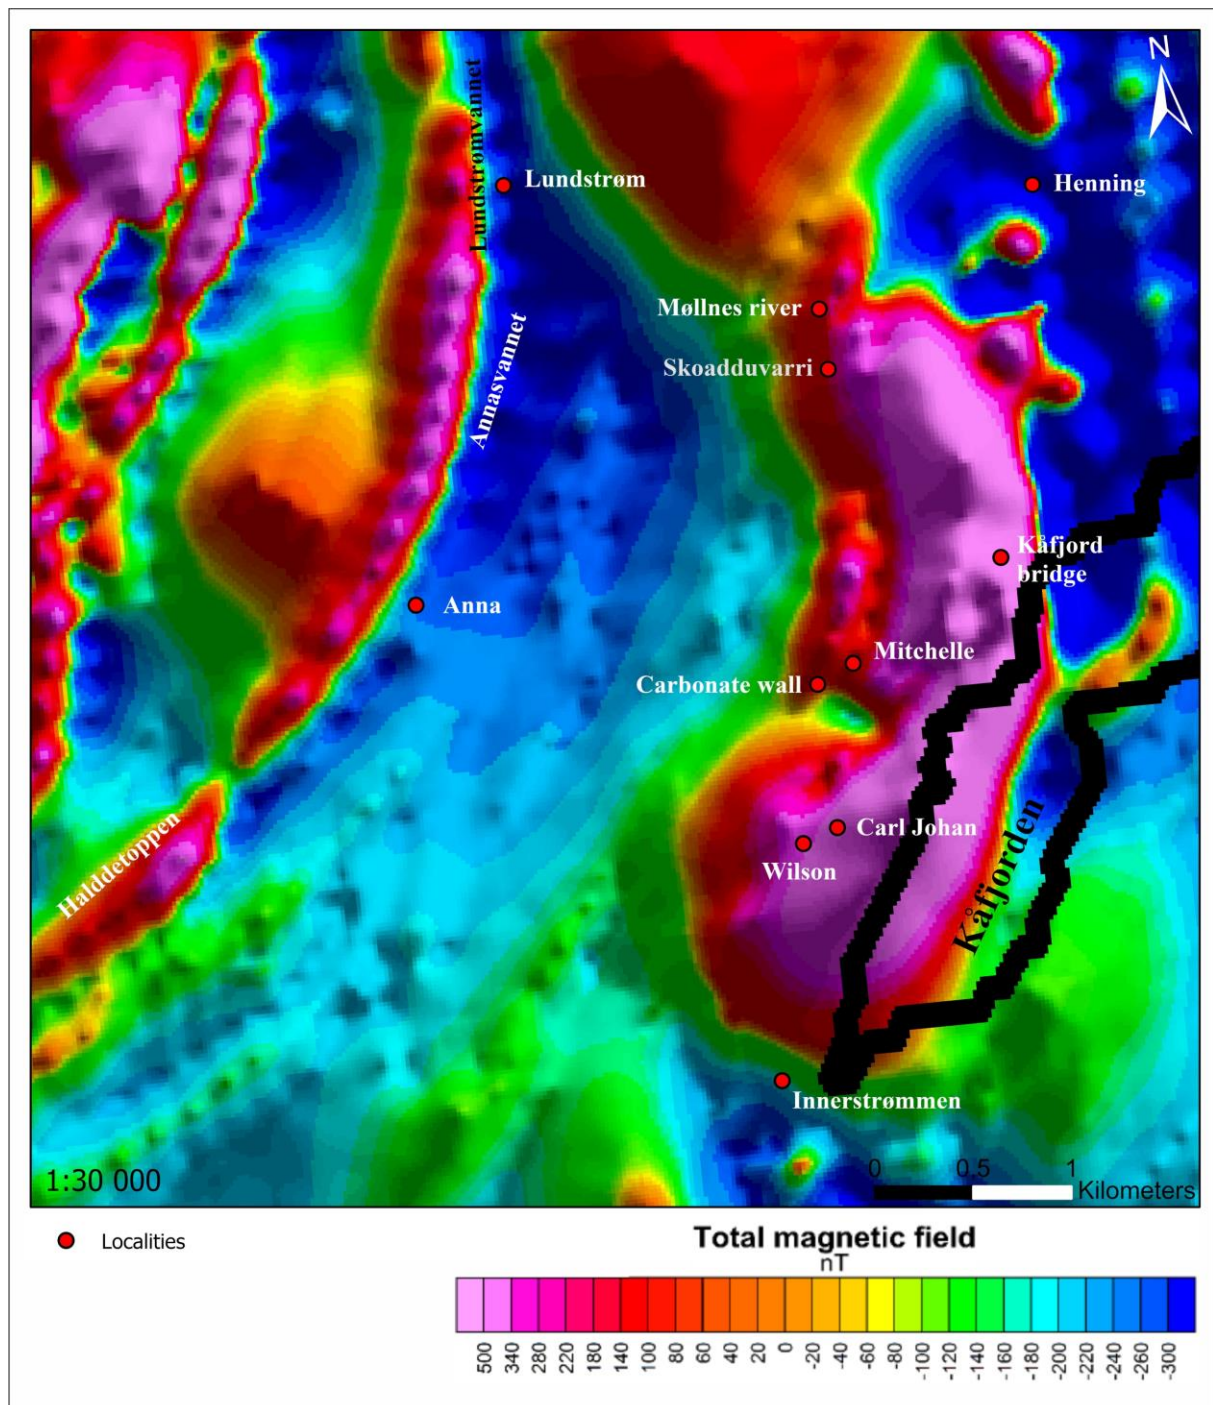 N
Lundstrømvannet
Lundstrøm
Henning
Møllnes river
Skoadduvarri
Annasvannet
Kåfjord
bridge
Anna
Mitchelle
Carbonate wall
Halddetoppen
Carl Johan
Wilson
Kåfjorden
Innerstrømmen
1:30 000
0 0.5 1
Kilometers
Localities
Total magnetic field
nT
500 340 280 220 180 140 100 80 60 40 20 0 -20 -40 -60 -80 -100 -120 -140 -160 -180 -200 -220 -240 -260 -300